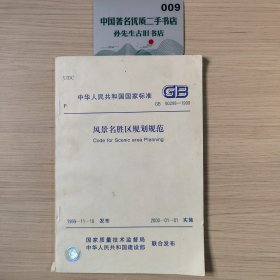 009
中国著名优质二手书店
孙先生古旧书店
UDC
中华人民共和国国家标准
GB
P
GB 50298-1999
风景名胜区规划规范
Code for Scenic area Planning
1999-11-10 发布
2000-01-01 实施
国家质量技术监督局
中华人民共和国建设部
联合发布